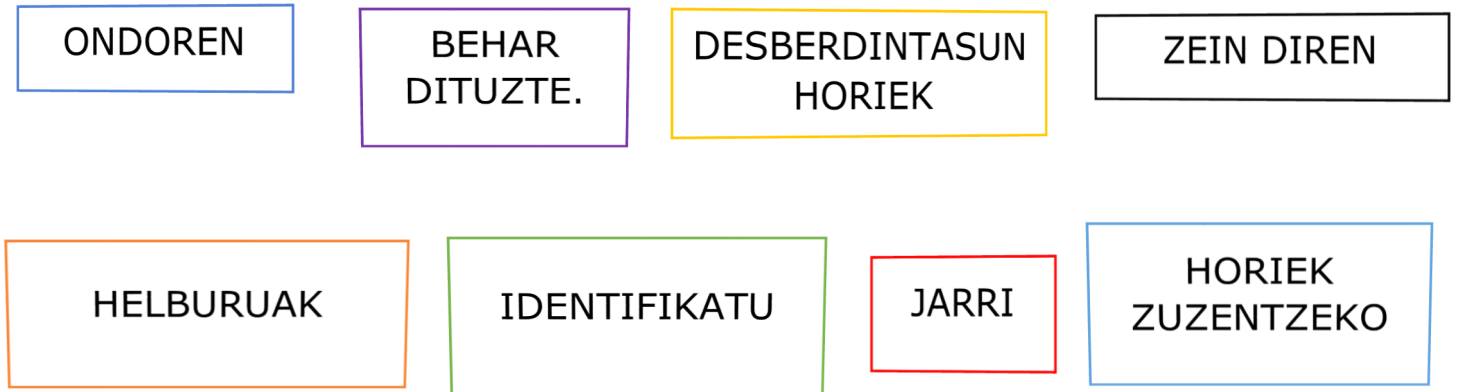 ONDOREN
BEHAR
DITUZTE.
DESBERDINTASUN
HORIEK
ZEIN DIREN
HELBURUAK
IDENTIFIKATU
JARRI
HORIEK
ZUZENTZEKO